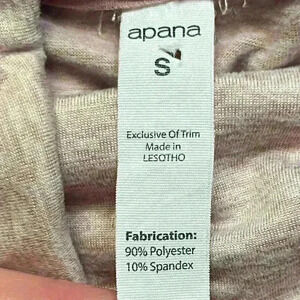 apana
S
Exclusive Of Trim
Made in
LESOTHO
Fabrication:
90% Polyester
10% Spandex